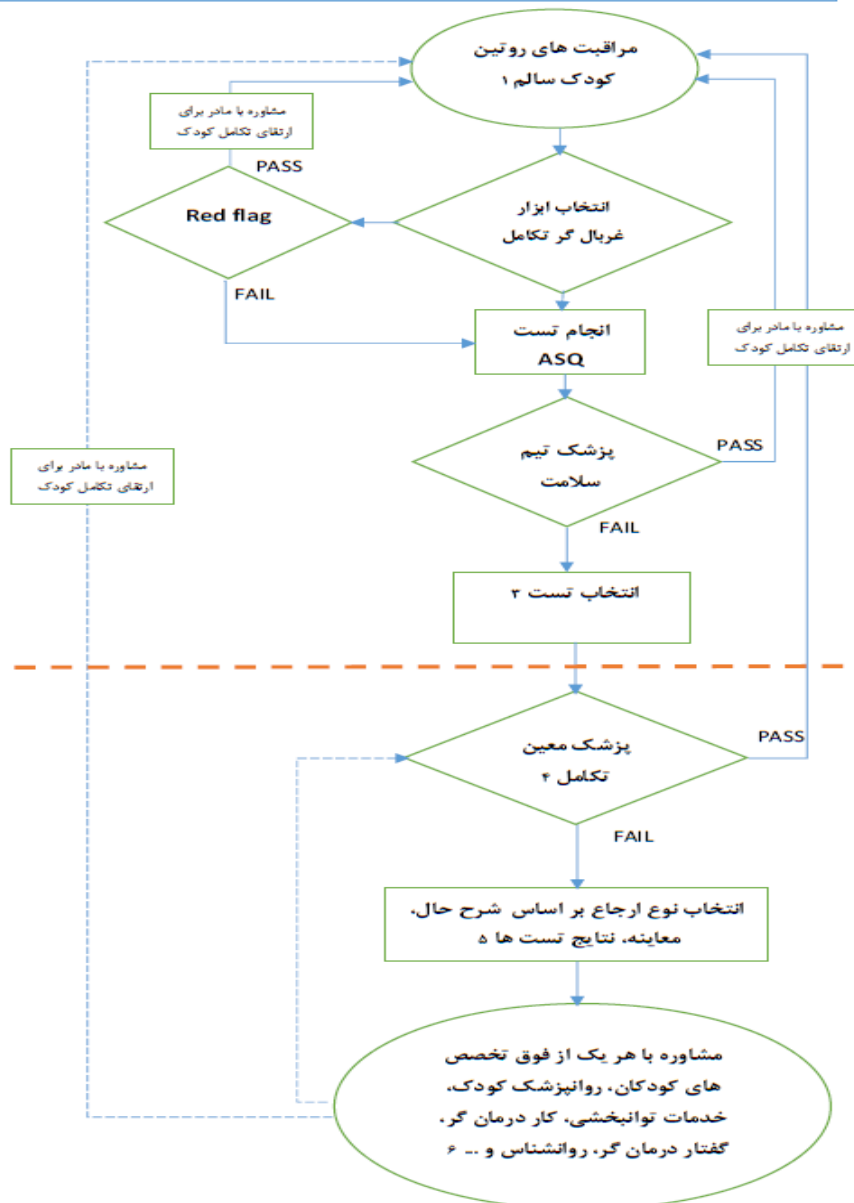 مراقبت های روتین
کودک سالم ۱
مشاوره با مادر برای
ارتقای تکامل کودک
PASS
انتخاب ابزار
غربال گر تکامل
Red flag
FAIL
انجام تست
ASQ
مشاوره با مادر برای
ارتقای تکامل کودک
پزشک تیم
سلامت
PASS
مشاوره با مادر برای
ارتقای تکامل کودک
FAIL
انتخاب تست ۳
پزشک معین
تکامل ۴
PASS
FAIL
انتخاب نوع ارجاع بر اساس شرح حال،
معاینه، نتایج تست ها ۵
مشاوره با هر یک از فوق تخصص
های کودکان، روانپزشک کودک،
خدمات توانبخشی، کار درمان گر،
گفتار درمان گر، روانشناس و ... ۶